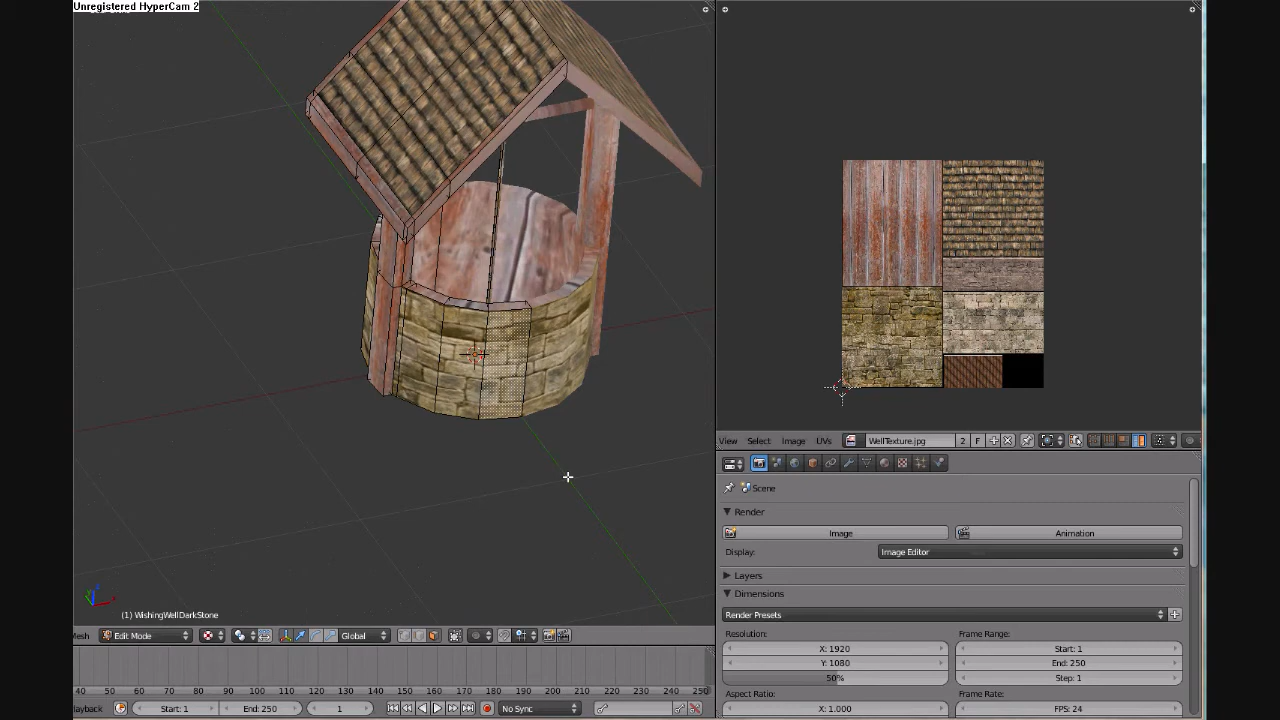 Unregistered HyperCam 2
(1) WishingWellDarkStone
Mesh Edit Mode Global
40 50 60 70 80 90 100 110 120 130 140 150 160 170 180 190 200 210 220 230 240 250
Playback Start: 1 End: 250 1 No Sync
View Select Image UVs WellTexture.jpg 2 F
Scene
Render
Image Animation
Display: Image Editor
Layers
Dimensions
Render Presets
Resolution: Frame Range:
X: 1920 Start: 1
Y: 1080 End: 250
50% Step: 1
Aspect Ratio: Frame Rate:
X: 1.000 FPS: 24